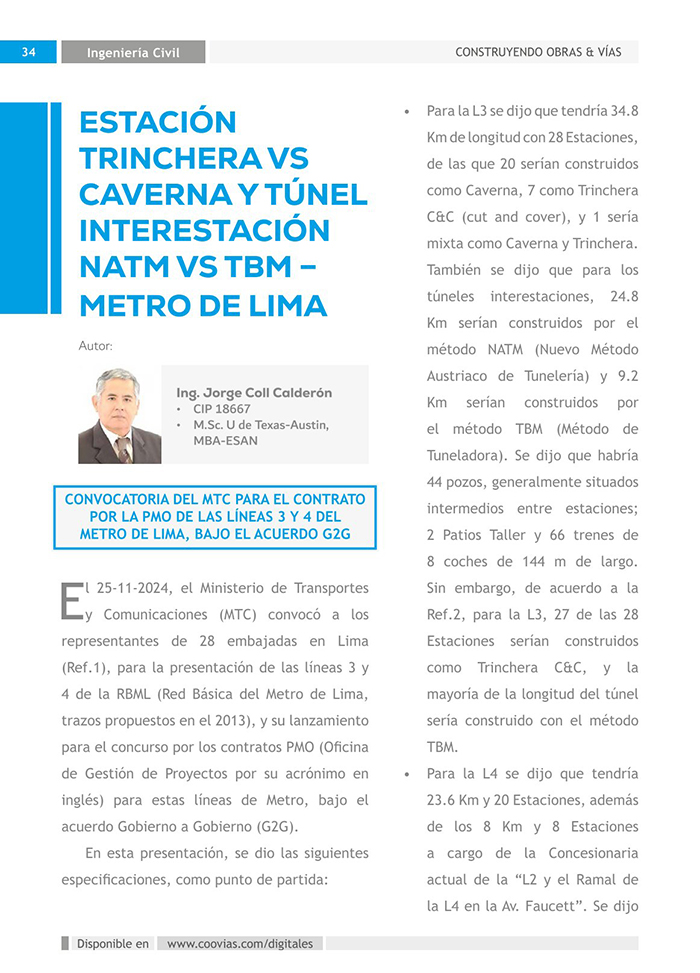 34
Ingeniería Civil
CONSTRUYENDO OBRAS & VÍAS
ESTACIÓN
TRINCHERA VS
CAVERNA Y TÚNEL
INTERESTACIÓN
NATM VS TBM –
METRO DE LIMA
Autor:
Ing. Jorge Coll Calderón
• CIP 18667
• M.Sc. U de Texas-Austin,
MBA-ESAN
CONVOCATORIA DEL MTC PARA EL CONTRATO
POR LA PMO DE LAS LÍNEAS 3 Y 4 DEL
METRO DE LIMA, BAJO EL ACUERDO G2G
El 25-11-2024, el Ministerio de Transportes
y Comunicaciones (MTC) convocó a los
representantes de 28 embajadas en Lima
(Ref.1), para la presentación de las líneas 3 y
4 de la RBML (Red Básica del Metro de Lima,
trazos propuestos en el 2013), y su lanzamiento
para el concurso por los contratos PMO (Oficina
de Gestión de Proyectos por su acrónimo en
inglés) para estas líneas de Metro, bajo el
acuerdo Gobierno a Gobierno (G2G).
En esta presentación, se dio las siguientes
especificaciones, como punto de partida:
• Para la L3 se dijo que tendría 34.8
Km de longitud con 28 Estaciones,
de las que 20 serían construidos
como Caverna, 7 como Trinchera
C&C (cut and cover), y 1 sería
mixta como Caverna y Trinchera.
También se dijo que para los
túneles interestaciones, 24.8
Km serían construidos por el
método NATM (Nuevo Método
Austriaco de Tunelería) y 9.2
Km serían construidos por
el método TBM (Método de
Tuneladora). Se dijo que habría
44 pozos, generalmente situados
intermedios entre estaciones;
2 Patios Taller y 66 trenes de
8 coches de 144 m de largo.
Sin embargo, de acuerdo a la
Ref.2, para la L3, 27 de las 28
Estaciones serían construidos
como Trinchera C&C, y la
mayoría de la longitud del túnel
sería construido con el método
TBM.
• Para la L4 se dijo que tendría
23.6 Km y 20 Estaciones, además
de los 8 Km y 8 Estaciones
a cargo de la Concesionaria
actual de la “L2 y el Ramal de
la L4 en la Av. Faucett”. Se dijo
Disponible en
www.coovias.com/digitales